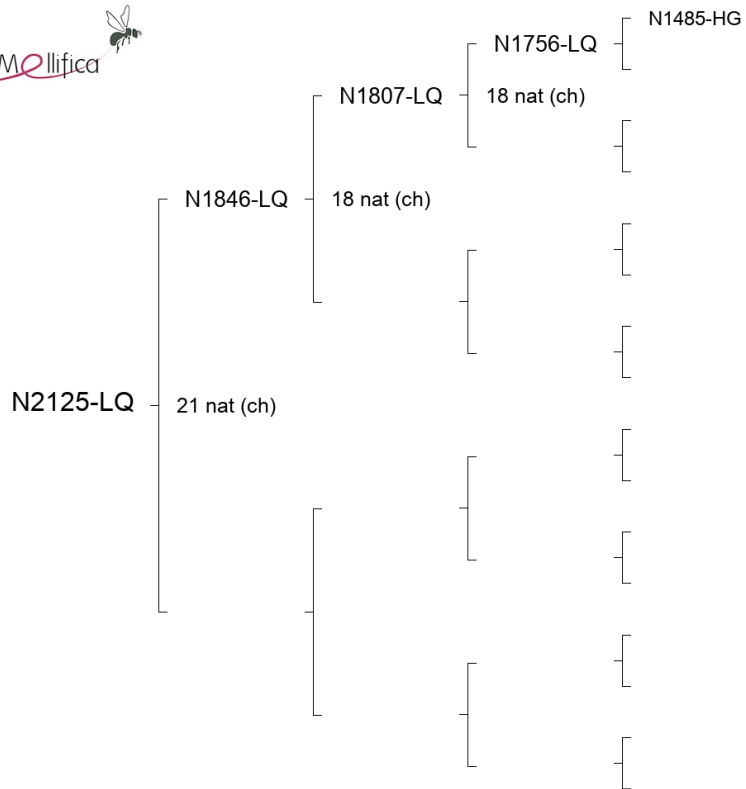 Mellifica
N1485-HG
N1756-LQ
N1807-LQ
18 nat (ch)
N1846-LQ
18 nat (ch)
N2125-LQ
21 nat (ch)